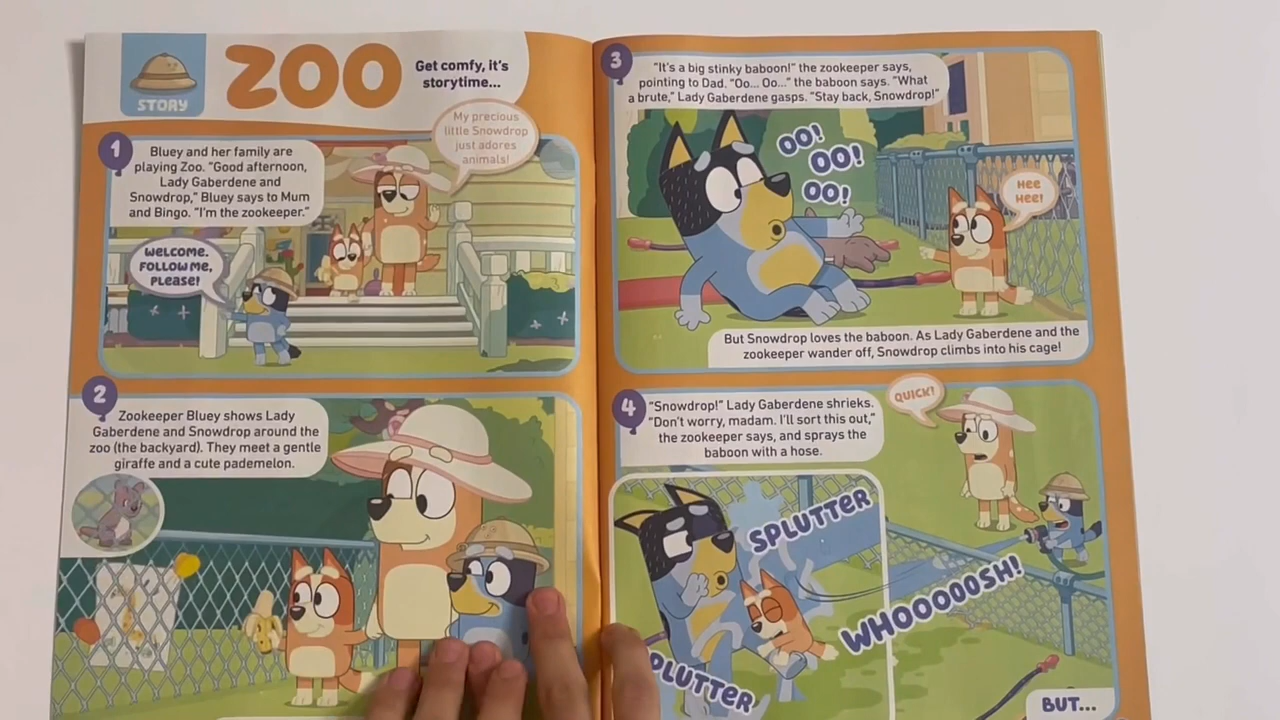 STORY
ZOO
Get comfy, it's
storytime...
1
Bluey and her family are
playing Zoo. "Good afternoon,
Lady Gaberdene and
Snowdrop," Bluey says to Mum
and Bingo. "I'm the zookeeper."
My precious
little Snowdrop
just adores
animals!
WELCOME.
FOLLOW ME,
PLEASE!
2
Zookeeper Bluey shows Lady
Gaberdene and Snowdrop around the
zoo (the backyard). They meet a gentle
giraffe and a cute pademelon.
3
"It's a big stinky baboon!" the zookeeper says,
pointing to Dad. "Oo... Oo..." the baboon says. "What
a brute," Lady Gaberdene gasps. "Stay back, Snowdrop!"
OO!
OO!
OO!
HEE
HEE!
But Snowdrop loves the baboon. As Lady Gaberdene and the
zookeeper wander off, Snowdrop climbs into his cage!
4
"Snowdrop!" Lady Gaberdene shrieks.
"Don't worry, madam. I'll sort this out,"
the zookeeper says, and sprays the
baboon with a hose.
QUICK!
SPLUTTER
WHOOOOOSH!
PLUTTER
BUT...